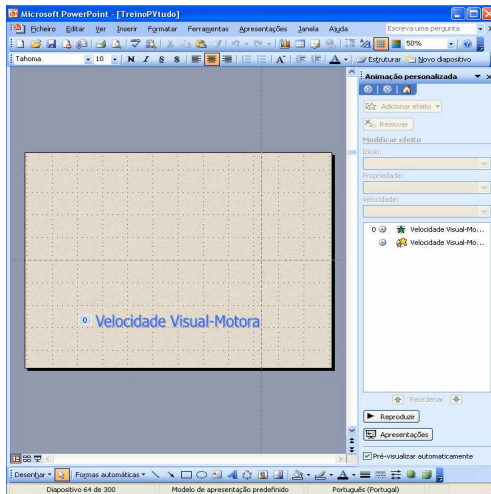 Microsoft PowerPoint - [TreinoPVtudo]
Ficheiro Editar Ver Inserir Formatar Ferramentas Apresentações Janela Ajuda Escreva uma pergunta
50%
Tahoma 10 N I S S Estruturar Novo diapositivo
Animação personalizada
Adicionar efeito
Remover
Modificar efeito
Início:
Propriedade:
Velocidade:
0 Velocidade Visual-Mo...
Velocidade Visual-Mo...
0 Velocidade Visual-Motora
Reordenar
Reproduzir
Apresentações
Pré-visualizar automaticamente
Desenhar Formas automáticas
Diapositivo 64 de 300 Modelo de apresentação predefinido Português (Portugal)